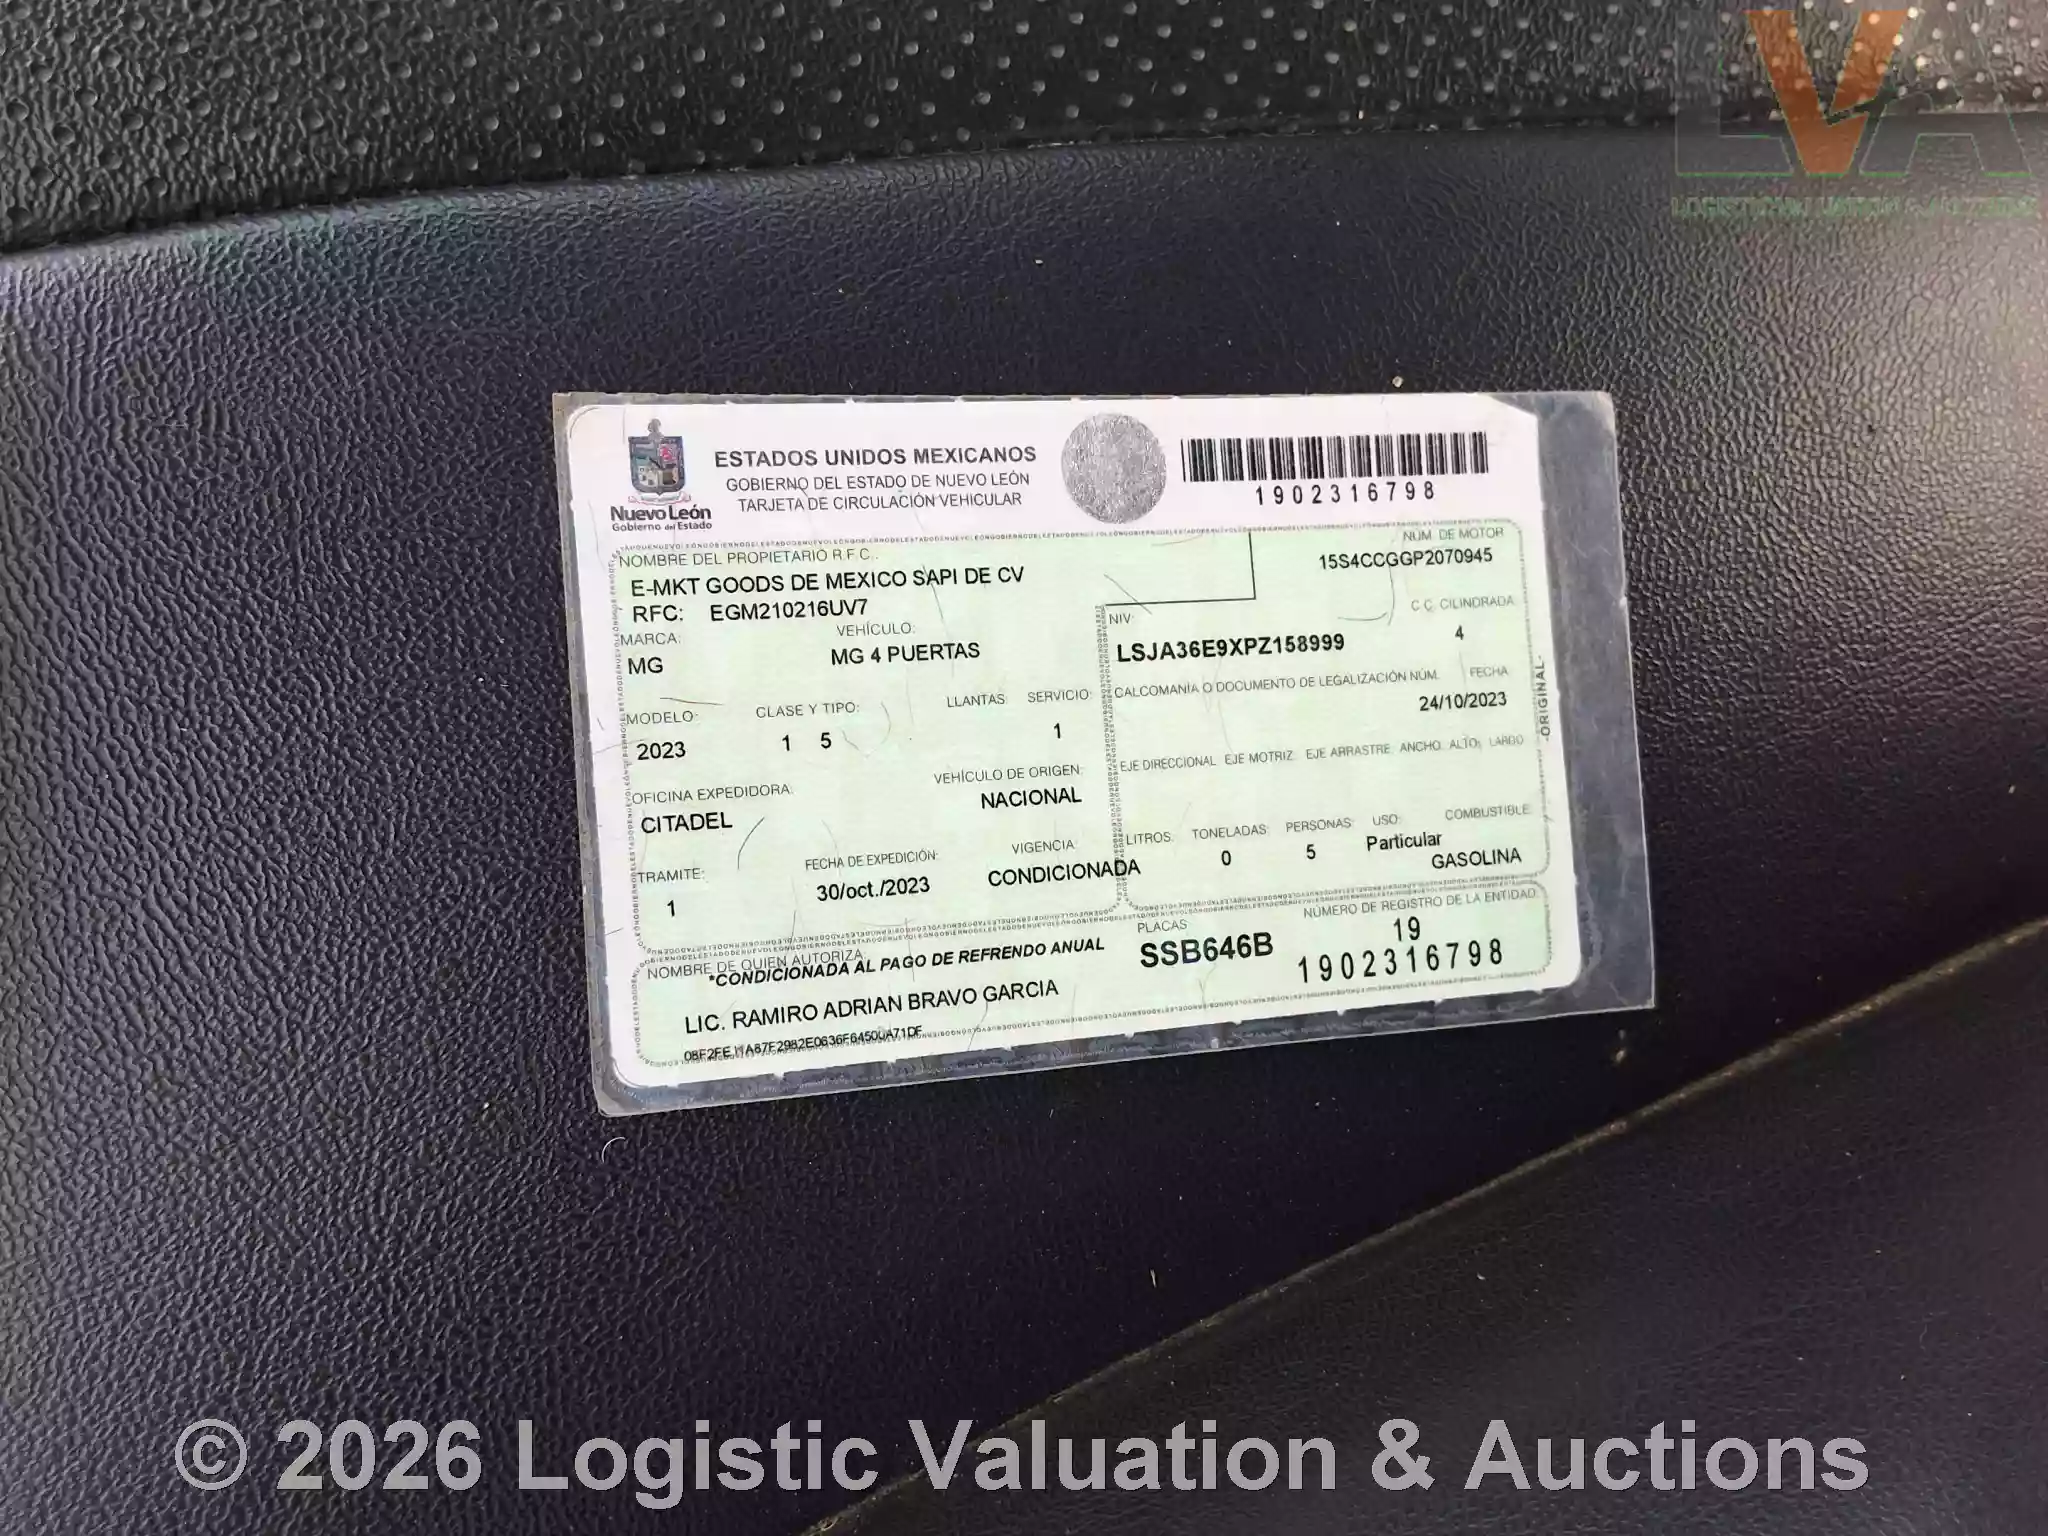 LVA
ESTADOS UNIDOS MEXICANOS
GOBIERNO DEL ESTADO DE NUEVO LEÓN
TARJETA DE CIRCULACIÓN VEHICULAR
Nuevo León
Gobierno del Estado
1902316798
NOMBRE DEL PROPIETARIO R.F.C.:
E-MKT GOODS DE MEXICO SAPI DE CV
RFC: EGM210216UV7
NUM. DE MOTOR
15S4CCGGP2070945
MARCA: VEHÍCULO:
MG MG 4 PUERTAS
NIV: C.C. CILINDRADA
LSJA36E9XPZ158999 4
MODELO: CLASE Y TIPO: LLANTAS: SERVICIO:
2023 1 5 1
CALCOMANÍA O DOCUMENTO DE LEGALIZACIÓN NÚM. FECHA
24/10/2023
-ORIGINAL-
OFICINA EXPEDIDORA: VEHÍCULO DE ORIGEN:
CITADEL NACIONAL
EJE DIRECCIONAL EJE MOTRIZ: EJE ARRASTRE: ANCHO: ALTO: LARGO
TRAMITE: FECHA DE EXPEDICIÓN: VIGENCIA:
1 30/oct./2023 CONDICIONADA
LITROS: TONELADAS: PERSONAS: USO: COMBUSTIBLE:
0 5 Particular GASOLINA
NOMBRE DE QUIEN AUTORIZA:
*CONDICIONADA AL PAGO DE REFRENDO ANUAL
LIC. RAMIRO ADRIAN BRAVO GARCIA
PLACAS: NÚMERO DE REGISTRO DE LA ENTIDAD:
SSB646B 19
1902316798
© 2026 Logistic Valuation & Auctions